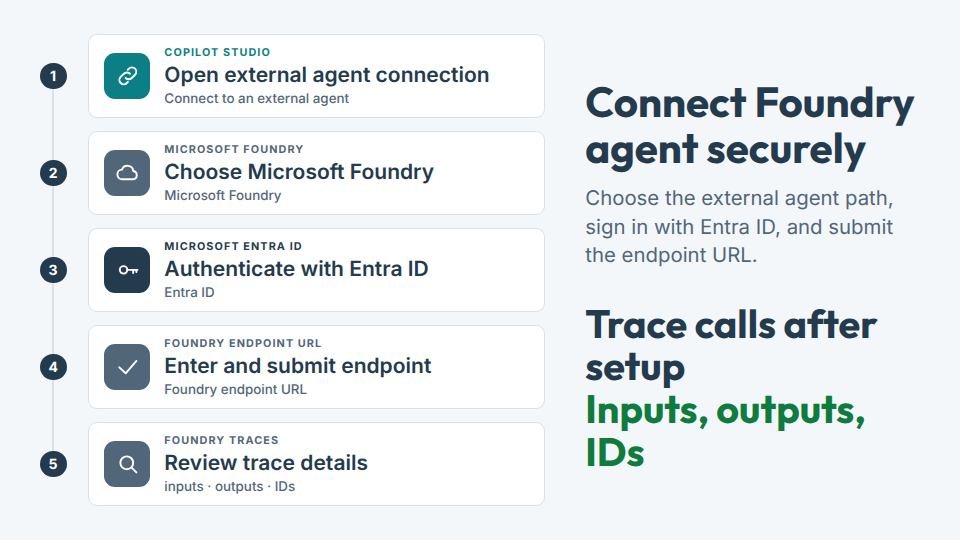 1
COPILOT STUDIO
Open external agent connection
Connect to an external agent
2
MICROSOFT FOUNDRY
Choose Microsoft Foundry
Microsoft Foundry
3
MICROSOFT ENTRA ID
Authenticate with Entra ID
Entra ID
4
FOUNDRY ENDPOINT URL
Enter and submit endpoint
Foundry endpoint URL
5
FOUNDRY TRACES
Review trace details
inputs · outputs · IDs
Connect Foundry
agent securely
Choose the external agent path,
sign in with Entra ID, and submit
the endpoint URL.
Trace calls after
setup
Inputs, outputs,
IDs